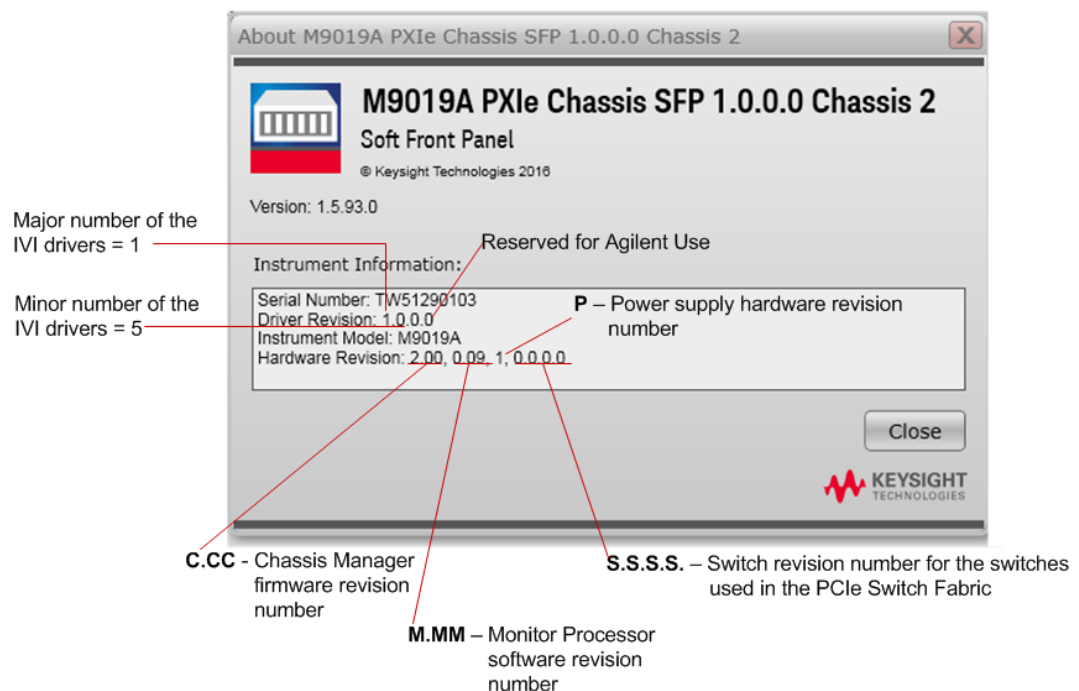 About M9019A PXIe Chassis SFP 1.0.0.0 Chassis 2
X
M9019A PXIe Chassis SFP 1.0.0.0 Chassis 2
Soft Front Panel
© Keysight Technologies 2016
Version: 1.5.93.0
Major number of the
IVI drivers = 1
Reserved for Agilent Use
Instrument Information:
Minor number of the
IVI drivers = 5
Serial Number: TW51290103
Driver Revision: 1.0.0.0
Instrument Model: M9019A
Hardware Revision: 2.00, 0.09, 1, 0.0.0.0
P – Power supply hardware revision
number
Close
KEYSIGHT
TECHNOLOGIES
C.CC - Chassis Manager
firmware revision
number
S.S.S.S. – Switch revision number for the switches
used in the PCIe Switch Fabric
M.MM – Monitor Processor
software revision
number